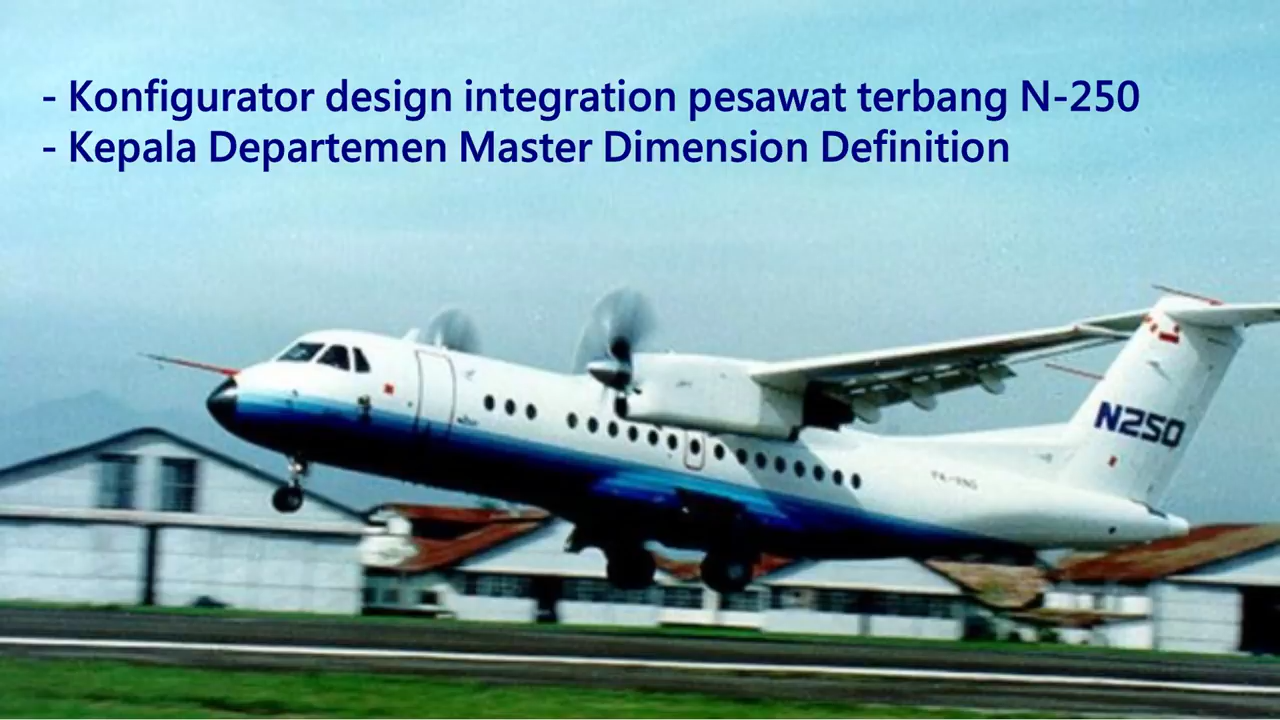 - Konfigurator design integration pesawat terbang N-250
- Kepala Departemen Master Dimension Definition
N250